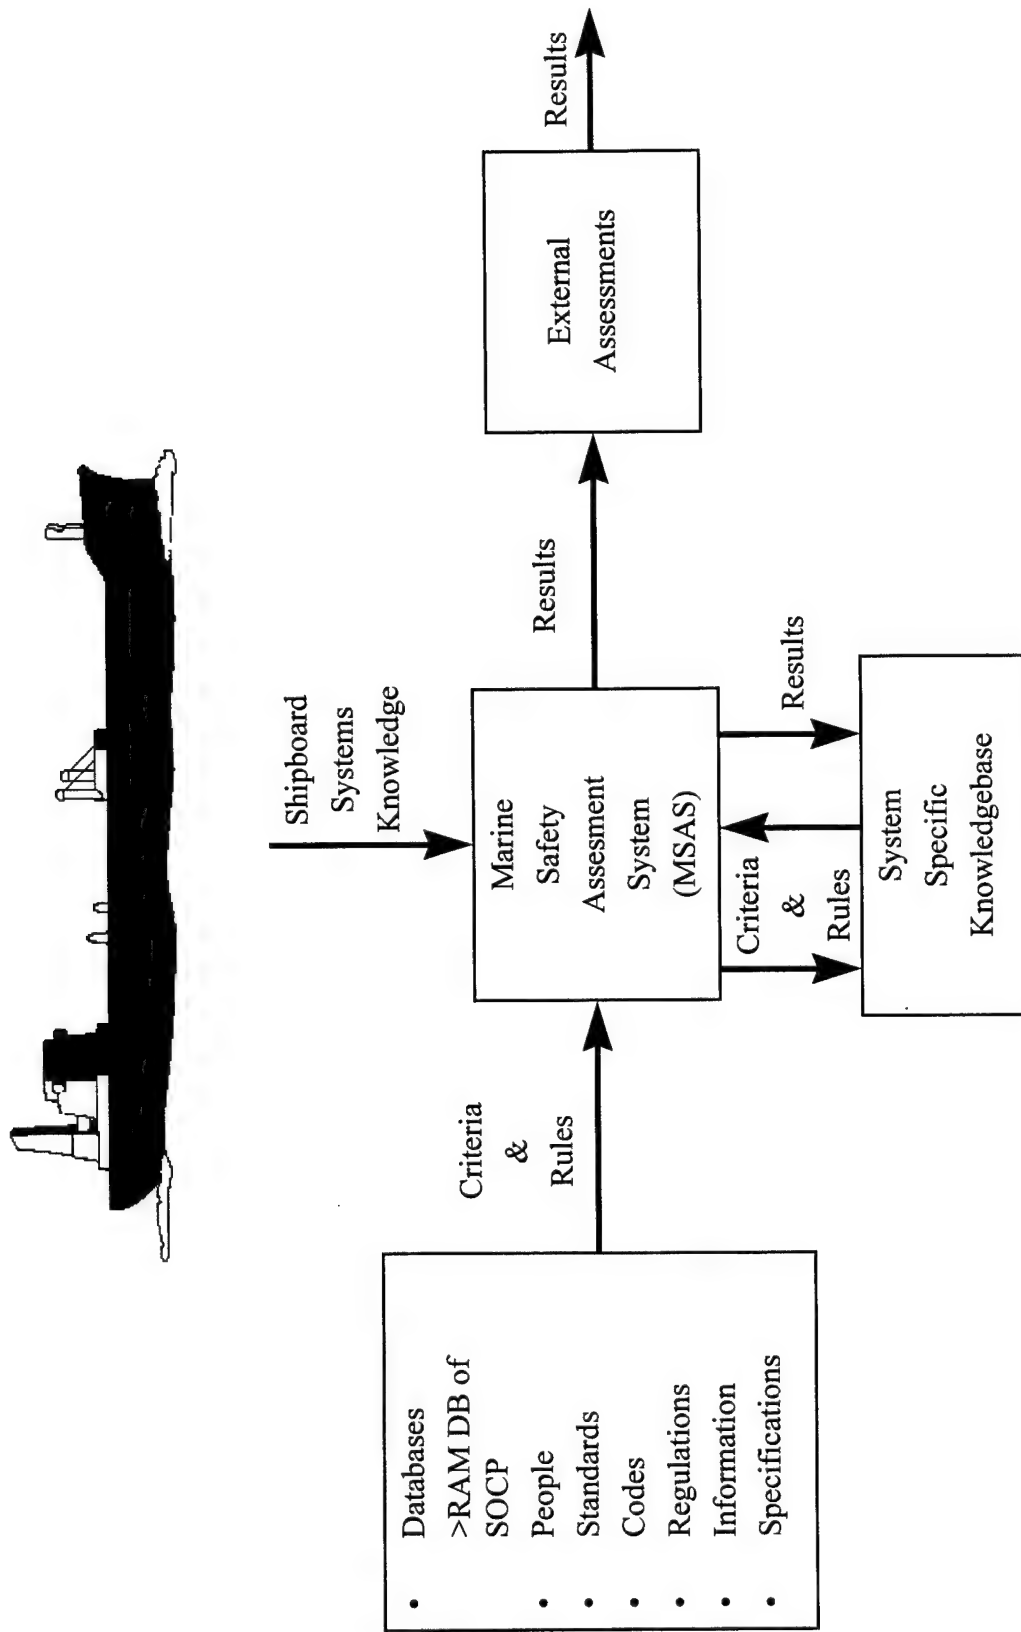 Shipboard
Systems
Knowledge
• Databases
>RAM DB of
SOCP
• People
• Standards
• Codes
• Regulations
• Information
• Specifications
Criteria
&
Rules
Marine
Safety
Assesment
System
(MSAS)
Results
External
Assessments
Results
Criteria
&
Rules
Results
System
Specific
Knowledgebase